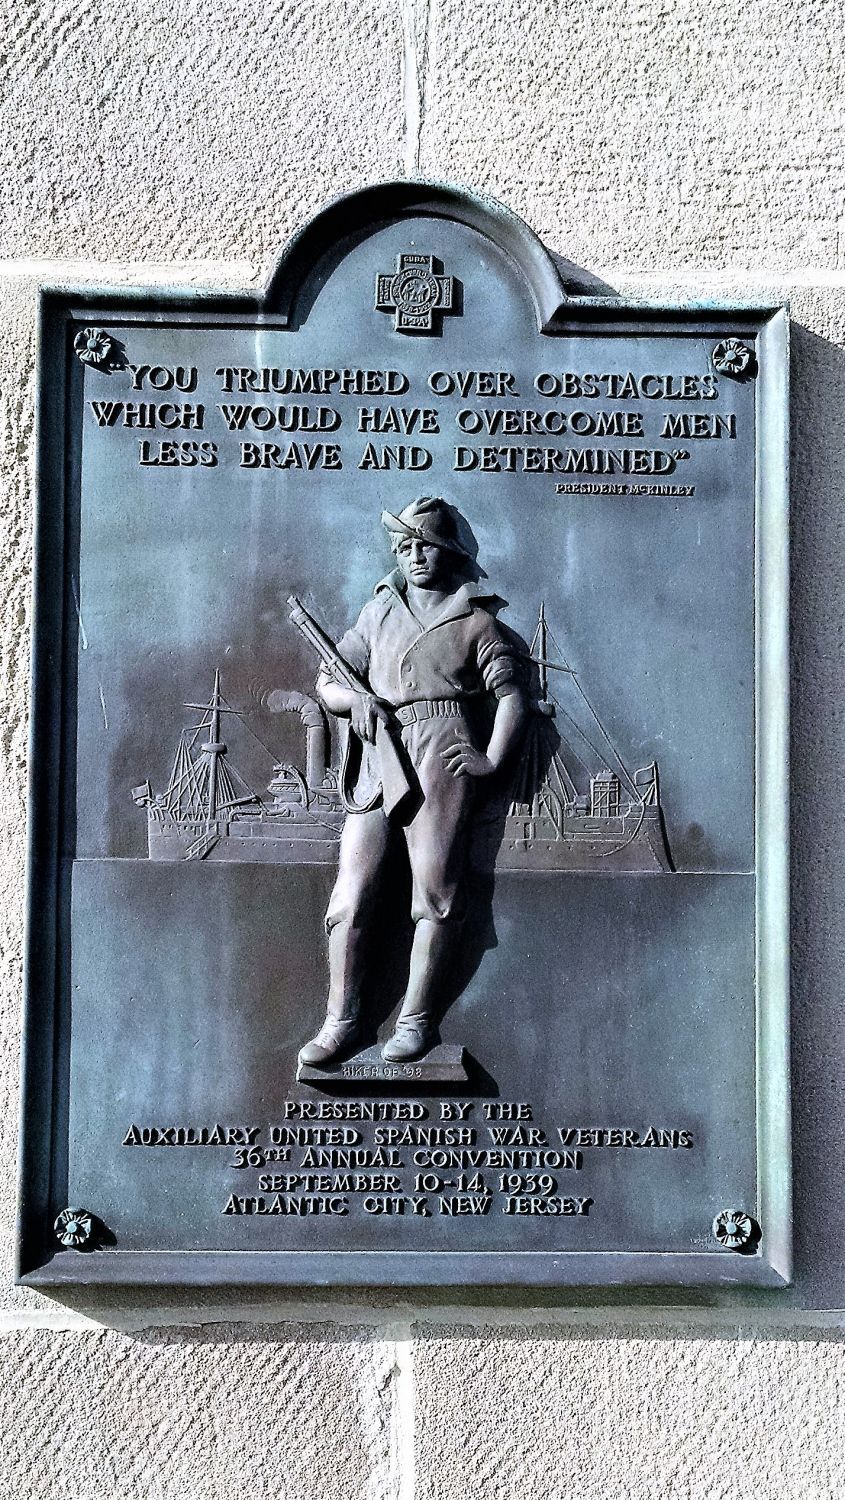 CUBA
"YOU TRIUMPHED OVER OBSTACLES
WHICH WOULD HAVE OVERCOME MEN
LESS BRAVE AND DETERMINED"
PRESIDENT MCKINLEY
HIKER OF '98
PRESENTED BY THE
AUXILIARY UNITED SPANISH WAR VETERANS
36TH ANNUAL CONVENTION
SEPTEMBER 10-14, 1939
ATLANTIC CITY, NEW JERSEY